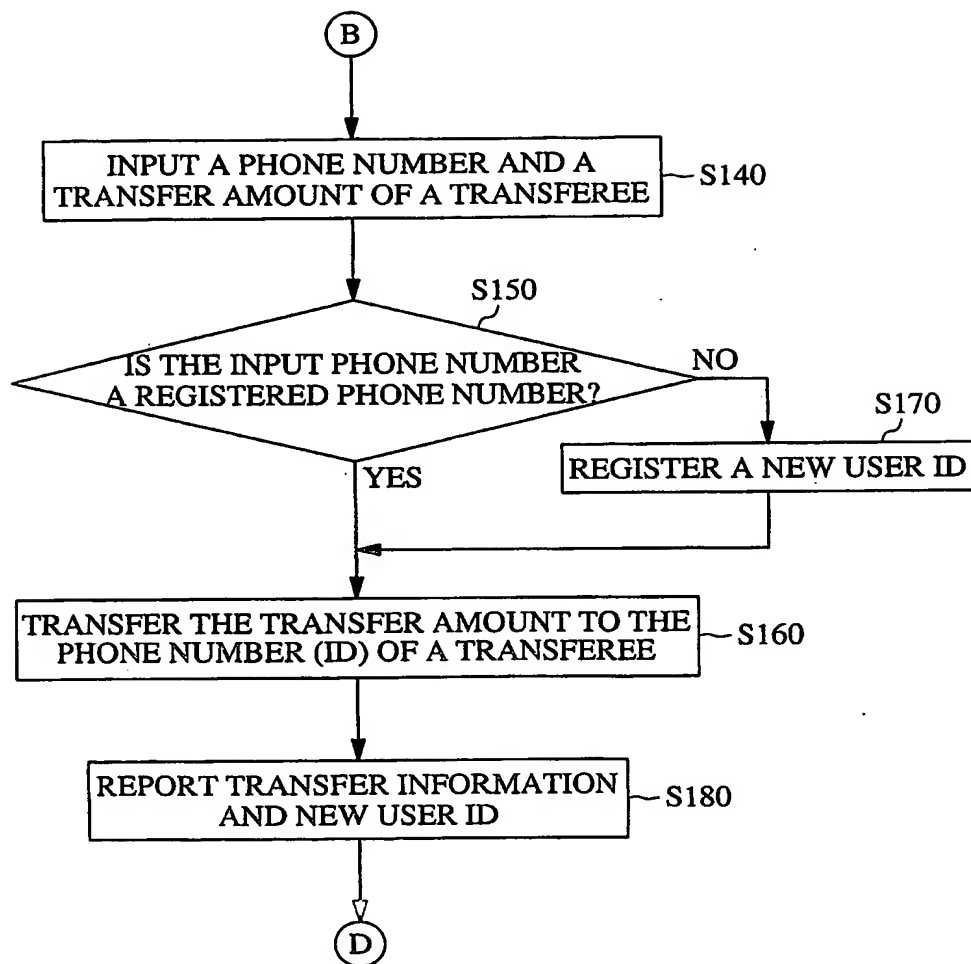 B
INPUT A PHONE NUMBER AND A
TRANSFER AMOUNT OF A TRANSFEREE
S140
S150
IS THE INPUT PHONE NUMBER
A REGISTERED PHONE NUMBER?
NO
S170
REGISTER A NEW USER ID
YES
TRANSFER THE TRANSFER AMOUNT TO THE
PHONE NUMBER (ID) OF A TRANSFEREE
S160
REPORT TRANSFER INFORMATION
AND NEW USER ID
S180
D